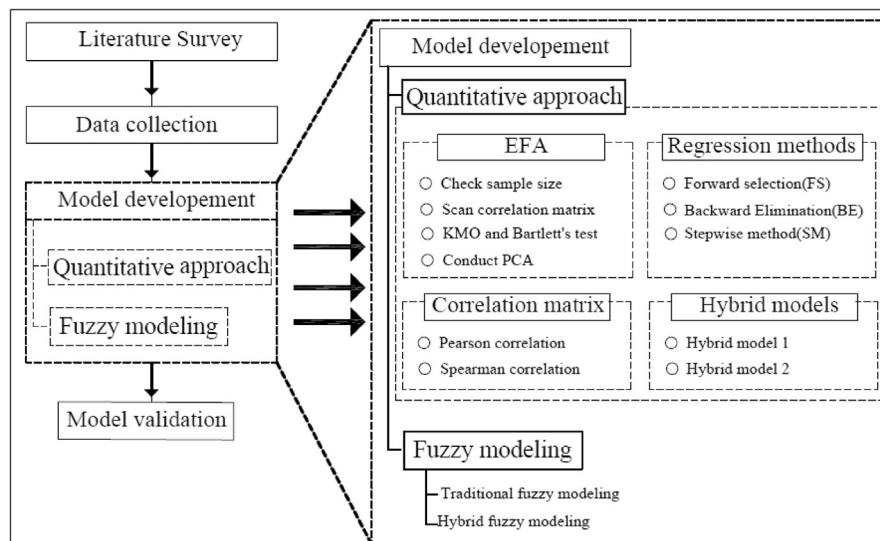 Literature Survey
Data collection
Model developement
Quantitative approach
Fuzzy modeling
Model validation
Model developement
Quantitative approach
EFA
Check sample size
Scan correlation matrix
KMO and Bartlett's test
Conduct PCA
Regression methods
Forward selection(FS)
Backward Elimination(BE)
Stepwise method(SM)
Correlation matrix
Pearson correlation
Spearman correlation
Hybrid models
Hybrid model 1
Hybrid model 2
Fuzzy modeling
Traditional fuzzy modeling
Hybrid fuzzy modeling